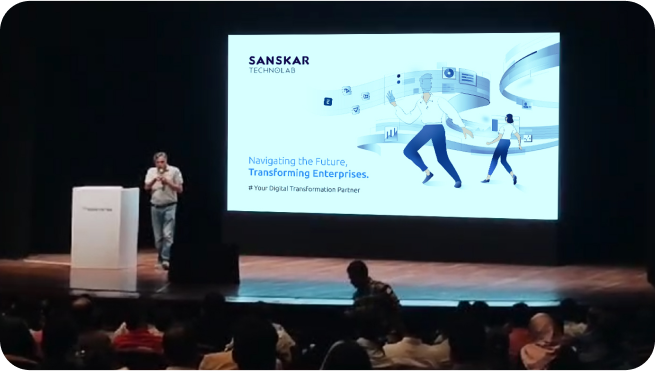 SANSKAR
TECHNOLAB
Navigating the Future,
Transforming Enterprises.
# Your Digital Transformation Partner